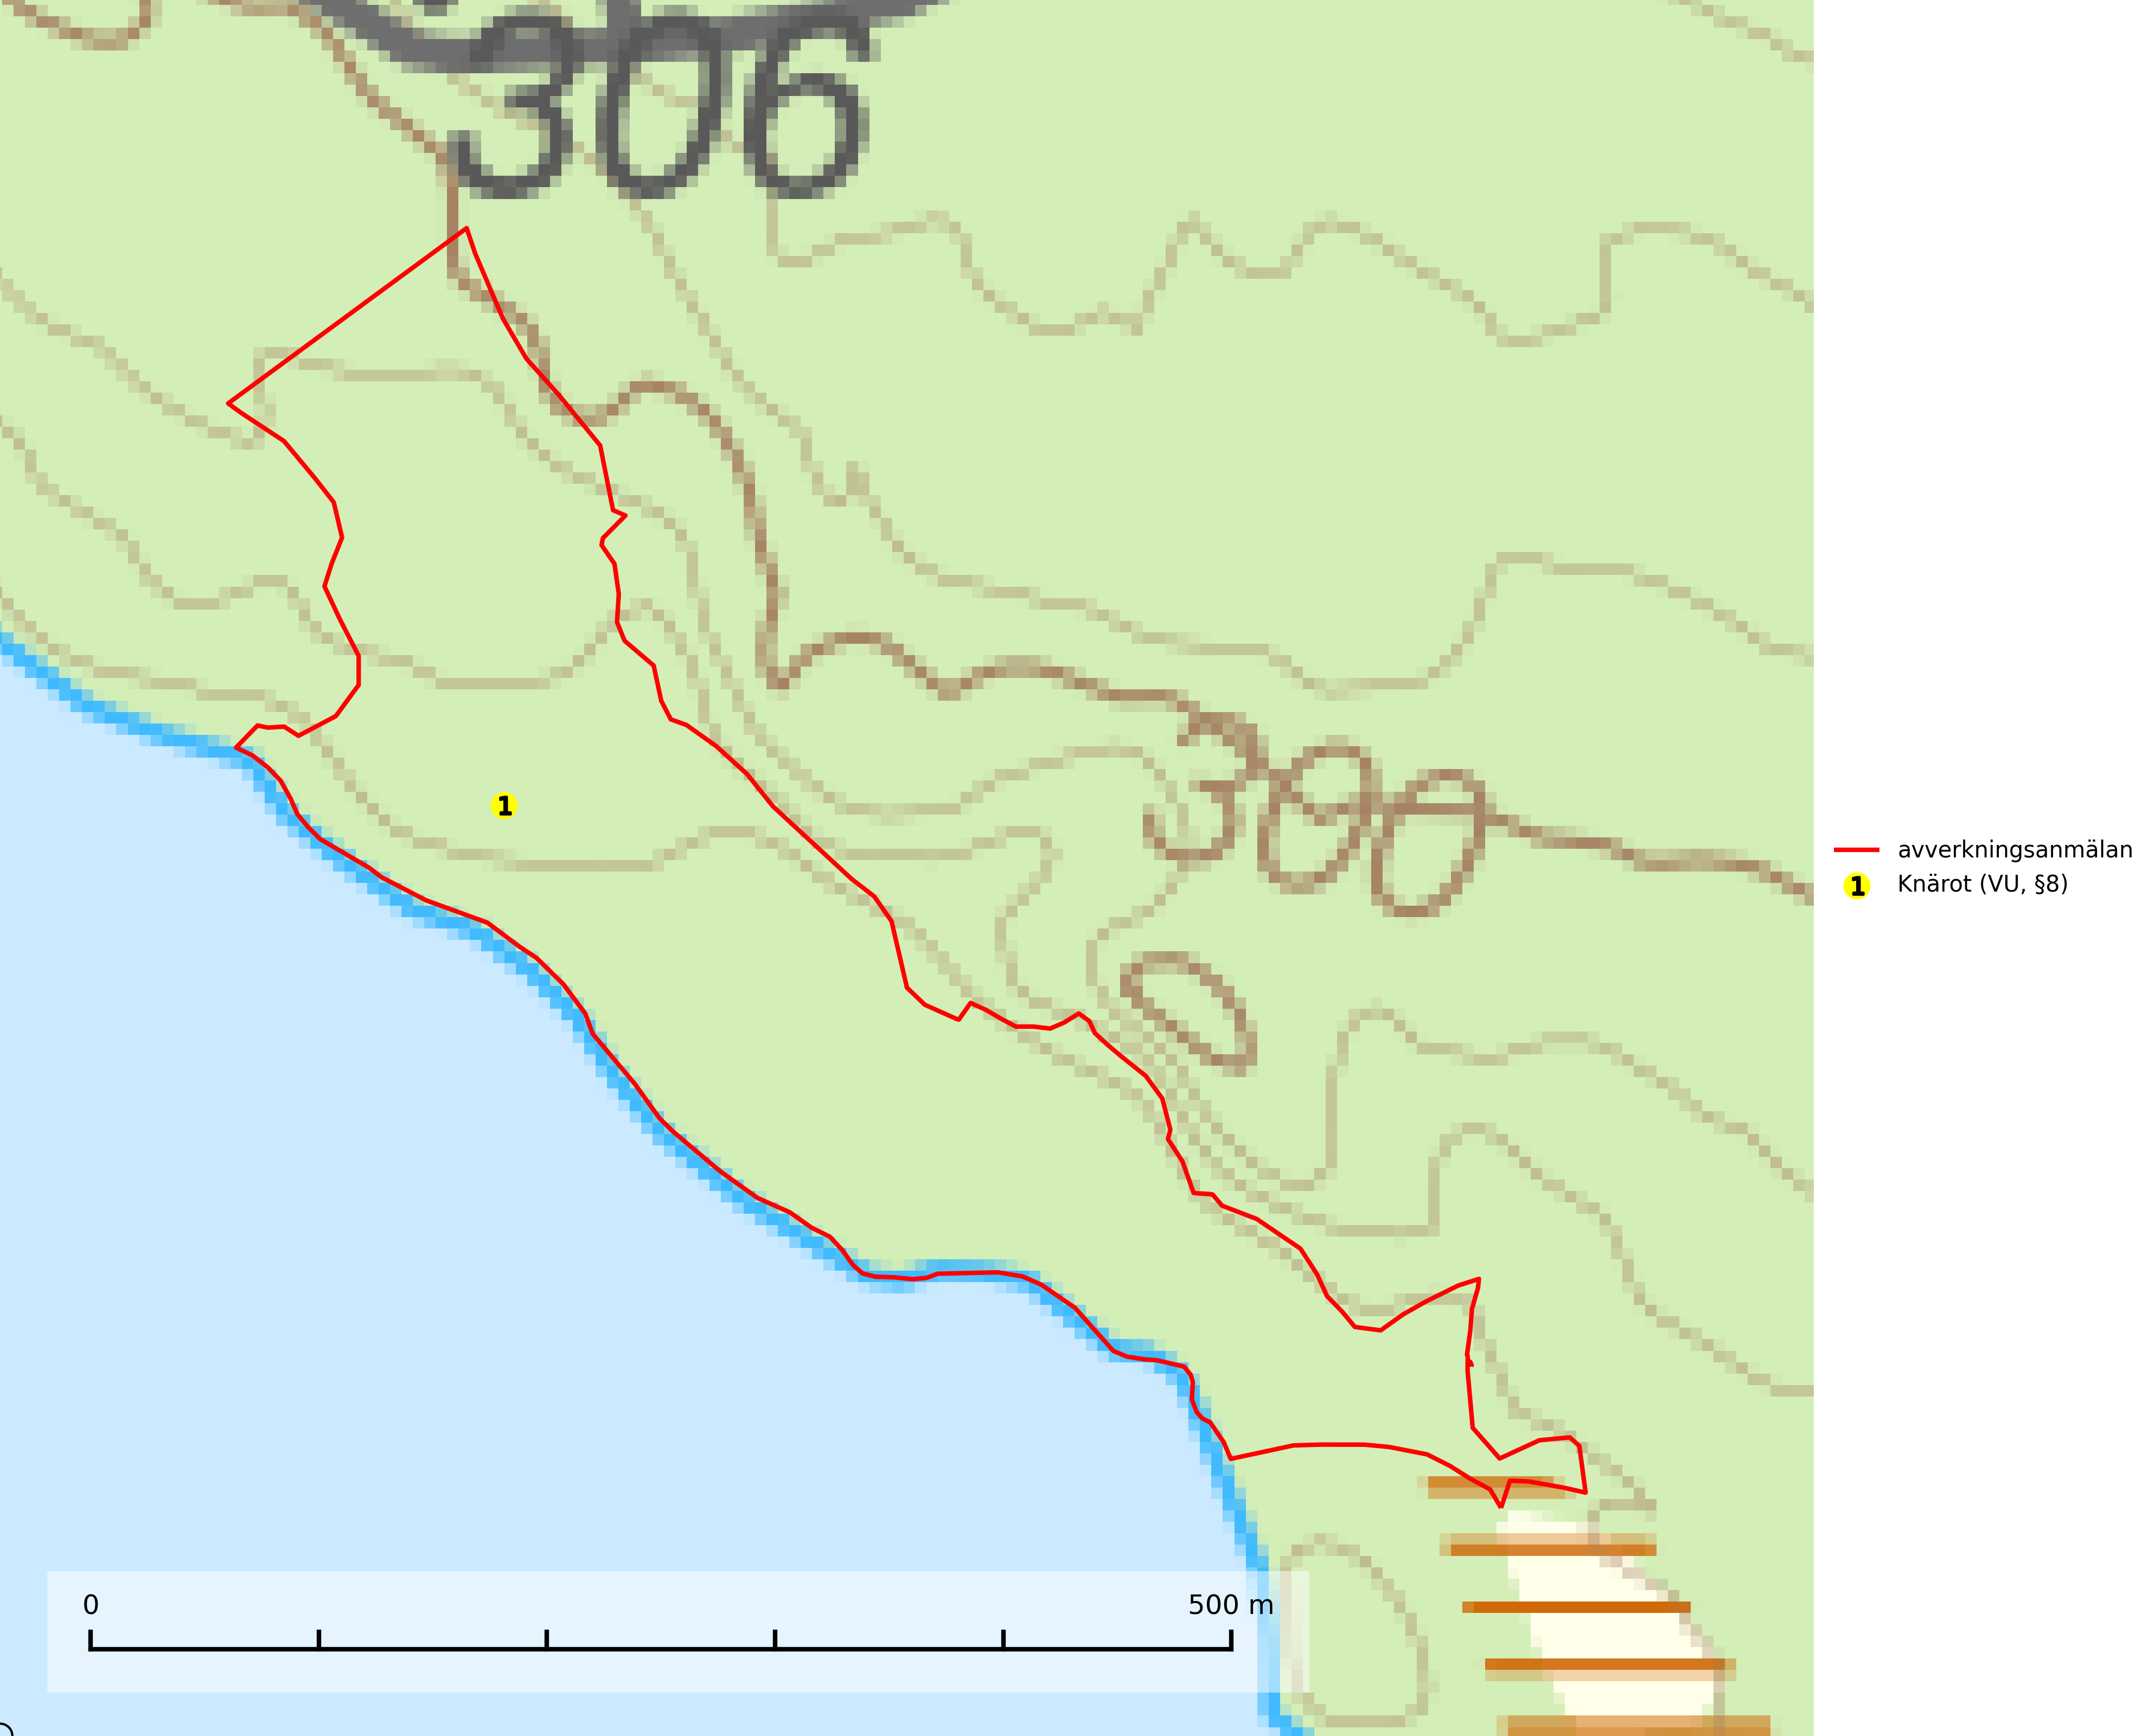 306
300
avverkningsanmälan
1 Knärot (VU, §8)
1
0 500 m